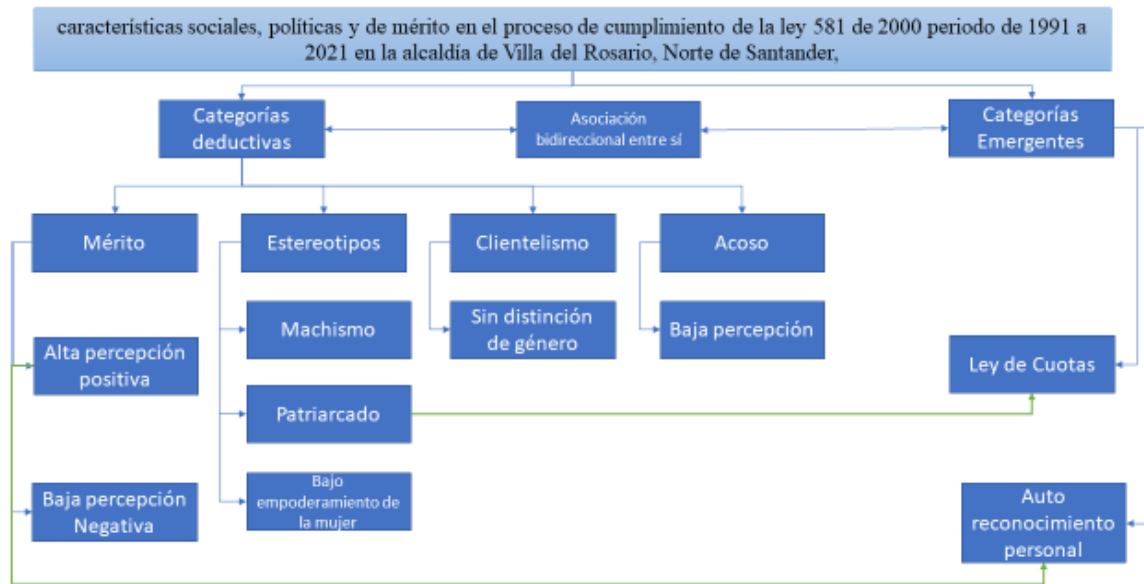 características sociales, políticas y de mérito en el proceso de cumplimiento de la ley 581 de 2000 periodo de 1991 a
2021 en la alcaldía de Villa del Rosario, Norte de Santander,
Categorías
deductivas
Asociación
bidireccional entre sí
Categorías
Emergentes
Mérito
Estereotipos
Clientelismo
Acoso
Machismo
Sin distinción
de género
Baja percepción
Alta percepción
positiva
Ley de Cuotas
Patriarcado
Baja percepción
Negativa
Bajo
empoderamiento de
la mujer
Auto
reconocimiento
personal